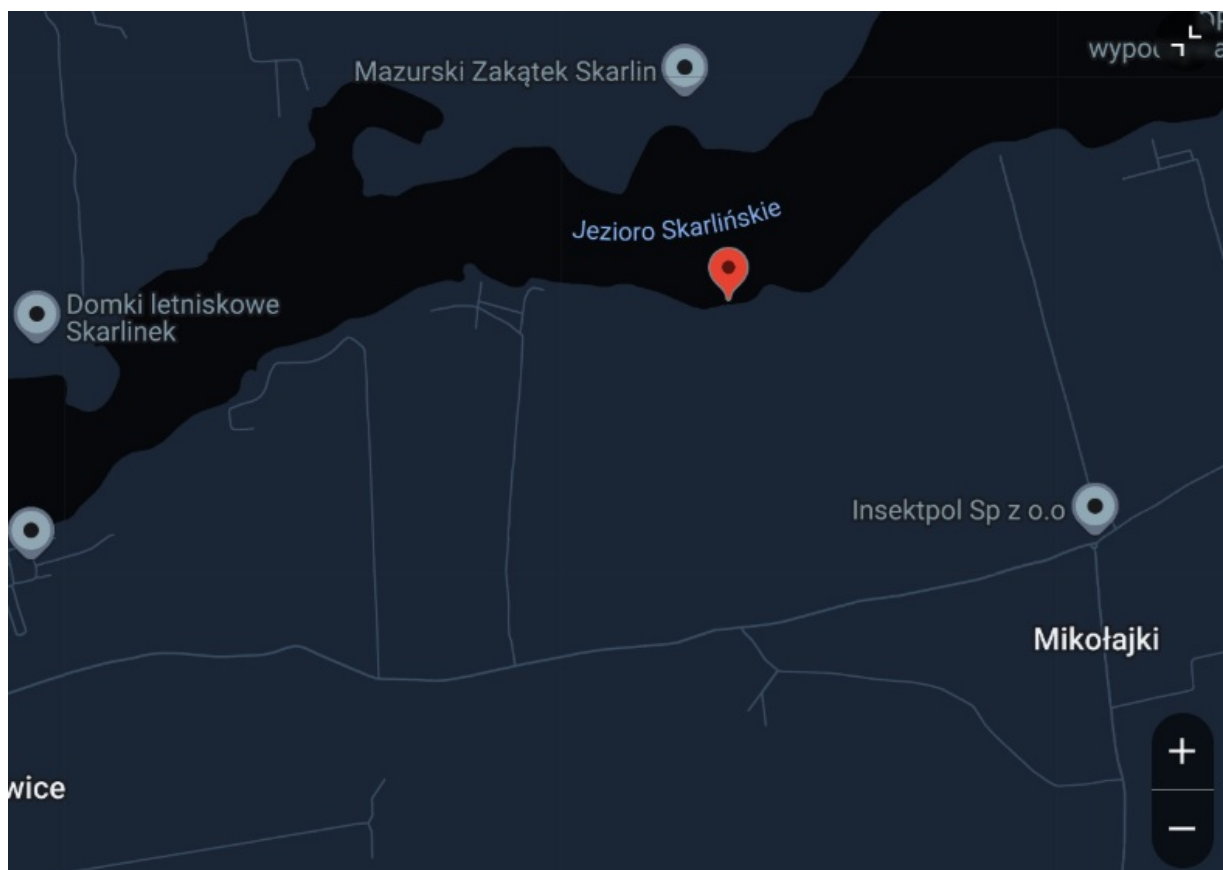 Mazurski Zakątek Skarlin
Jezioro Skarlińskie
Domki letniskowe
Skarlinek
Insektpol Sp z o.o
Mikołajki
wice